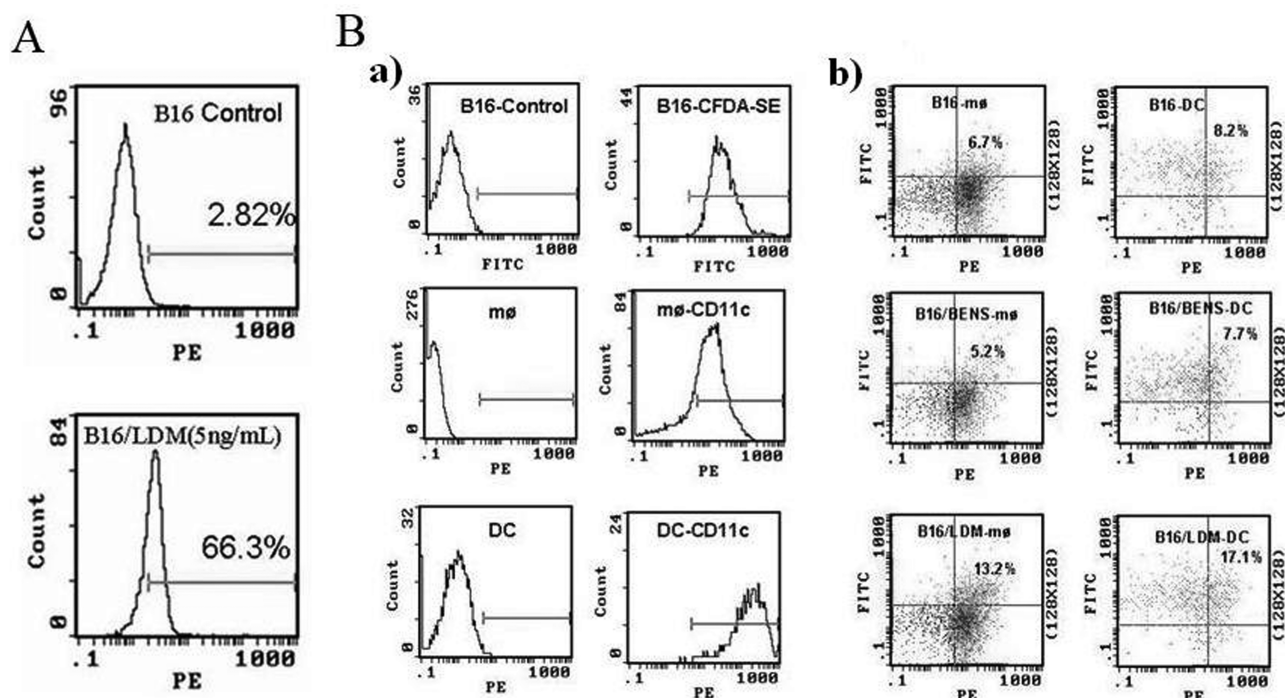 A
96
B16 Control
2.82%
Count
0
.1
1000
PE
84
B16/LDM(5ng/mL)
66.3%
Count
0
.1
1000
PE
B
a)
36
B16-Control
Count
0
.1
1000
FITC
44
B16-CFDA-SE
Count
0
.1
1000
FITC
276
mø
Count
0
.1
1000
PE
84
mø-CD11c
Count
0
.1
1000
PE
32
DC
Count
0
.1
1000
PE
24
DC-CD11c
Count
0
.1
1000
PE
b)
1000
B16-mø
6.7%
FITC
.1
.1
1000
PE
(128X128)
1000
B16-DC
8.2%
FITC
.1
.1
1000
PE
(128X128)
1000
B16/BENS-mø
5.2%
FITC
.1
.1
1000
PE
(128X128)
1000
B16/BENS-DC
7.7%
FITC
.1
.1
1000
PE
(128X128)
1000
B16/LDM-mø
13.2%
FITC
.1
.1
1000
PE
(128X128)
1000
B16/LDM-DC
17.1%
FITC
.1
.1
1000
PE
(128X128)